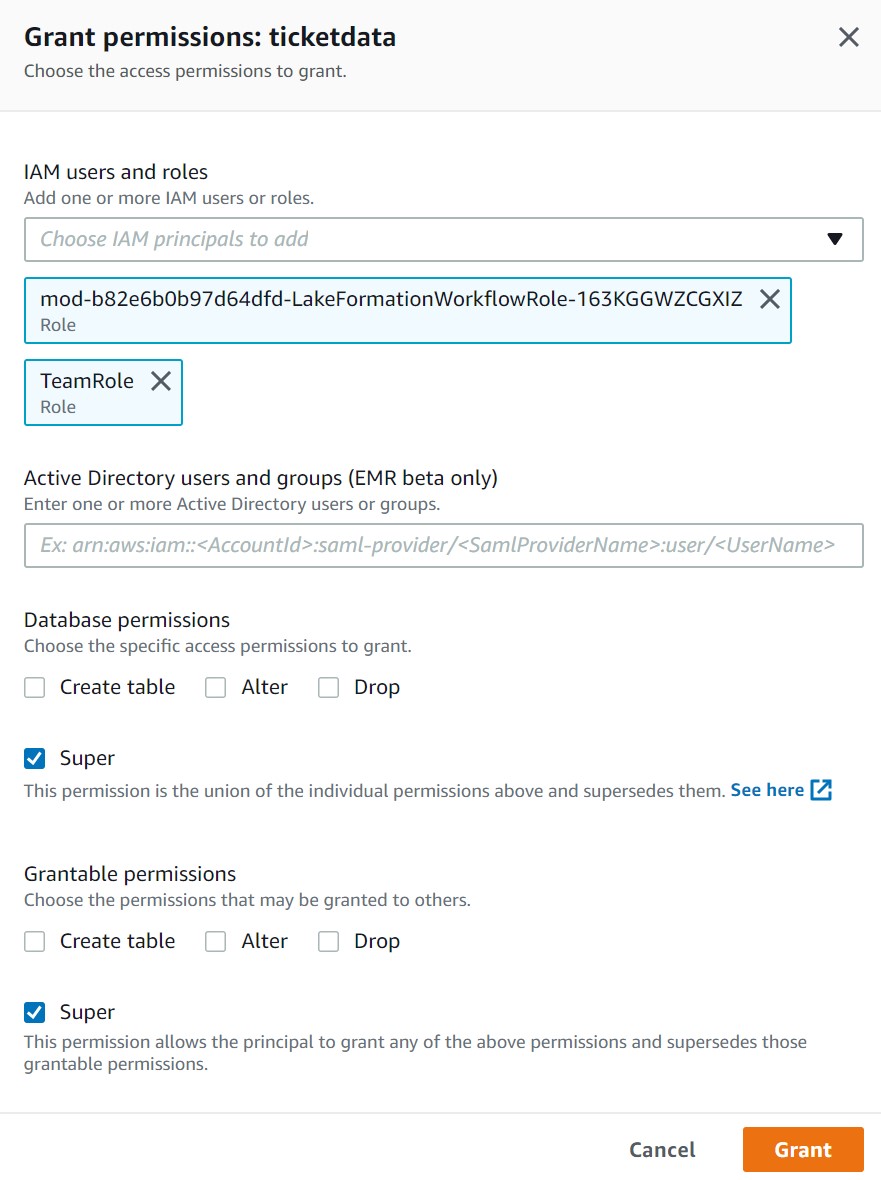 Grant permissions: ticketdata
Choose the access permissions to grant.
IAM users and roles
Add one or more IAM users or roles.
Choose IAM principals to add
mod-b82e6b0b97d64dfd-LakeFormationWorkflowRole-163KGGWZCGXIZ
Role
TeamRole
Role
Active Directory users and groups (EMR beta only)
Enter one or more Active Directory users or groups.
Ex: arn:aws:iam::<AccountId>:saml-provider/<SamlProviderName>:user/<UserName>
Database permissions
Choose the specific access permissions to grant.
Create table Alter Drop
Super
This permission is the union of the individual permissions above and supersedes them. See here
Grantable permissions
Choose the permissions that may be granted to others.
Create table Alter Drop
Super
This permission allows the principal to grant any of the above permissions and supersedes those
grantable permissions.
Cancel Grant